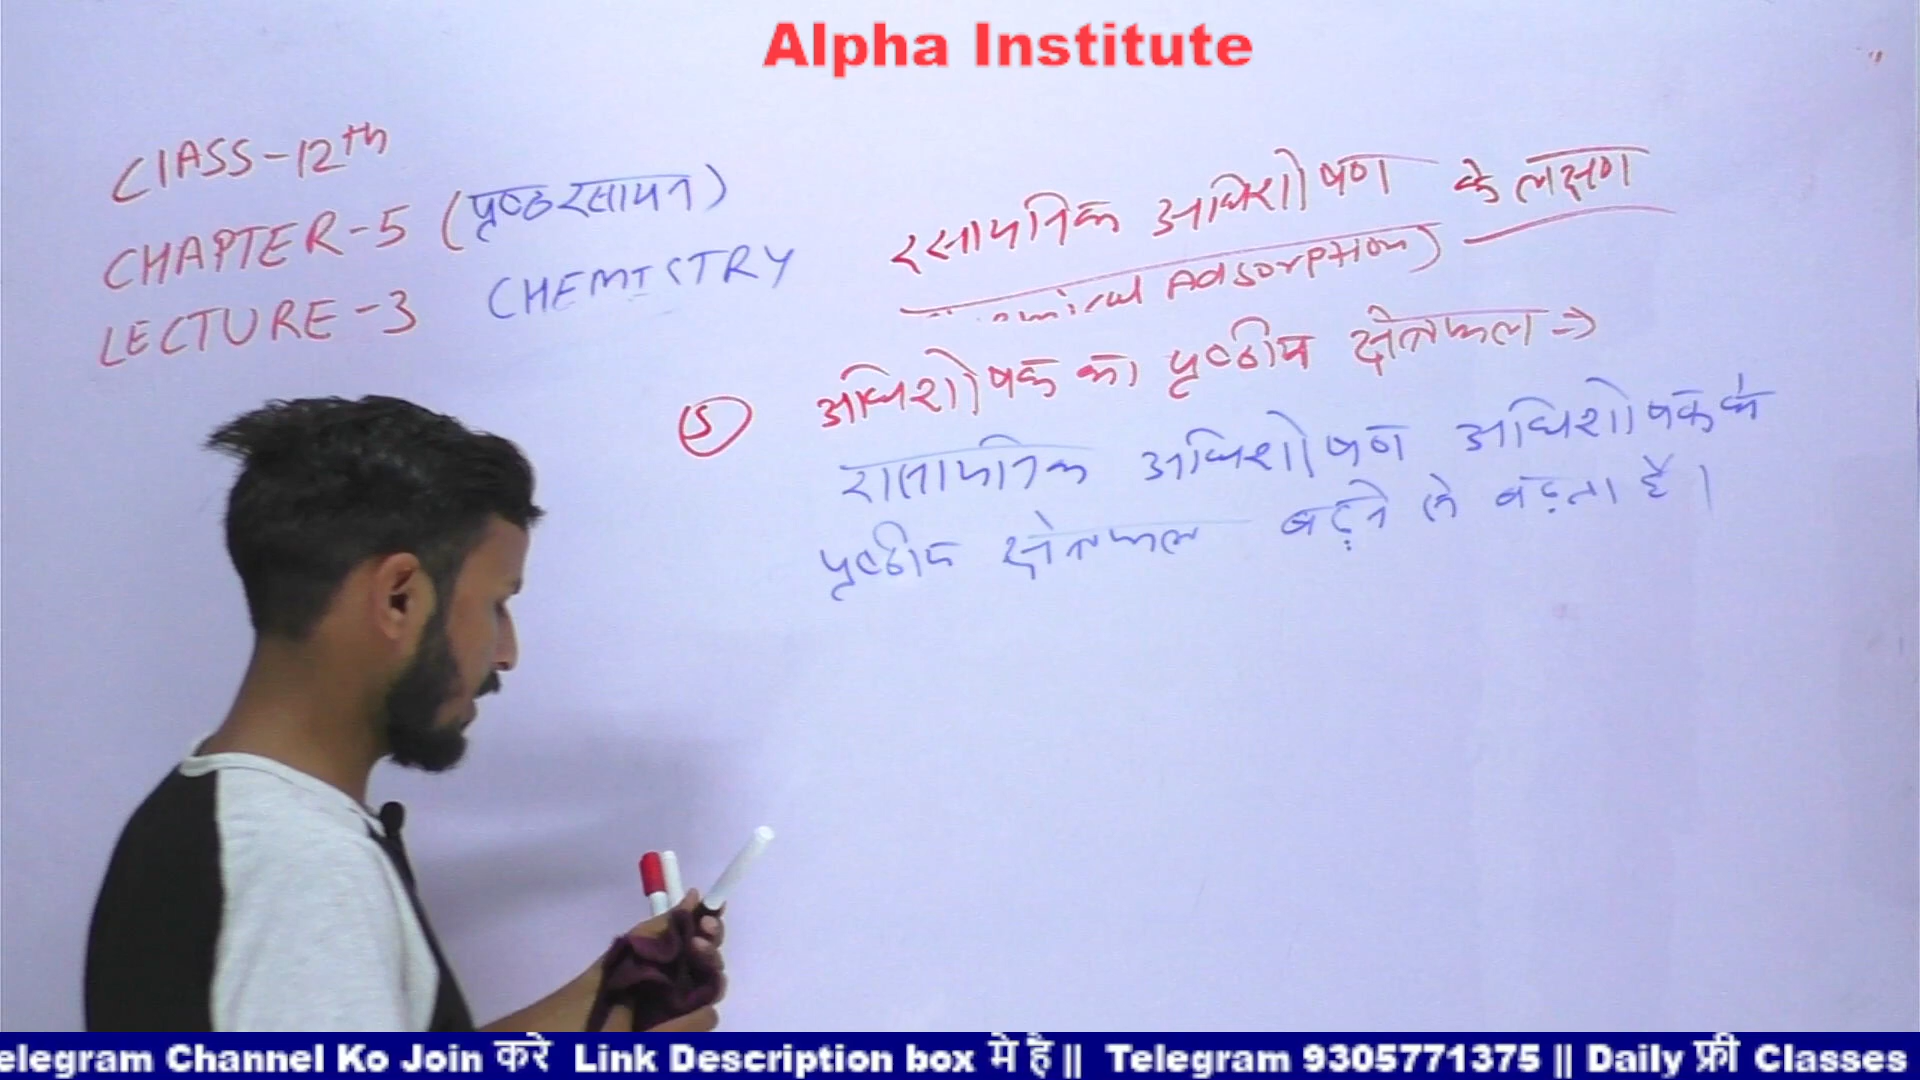 Alpha Institute
ClASS-12th
CHAPTER-5 (पृष्ठ रसायन)
LECTURE-3 CHEMISTRY
रसायनिक अधिशोषण के लक्षण
Adsorption)
5 अधिशोषक का पृष्ठीय क्षेत्रफल →
रासायनिक अधिशोषण अधिशोषक के
पृष्ठीय क्षेत्रफल बढ़ने से बढ़ता है।
elegram Channel Ko Join करे Link Description box मे है || Telegram 9305771375 || Daily फ्री Classes